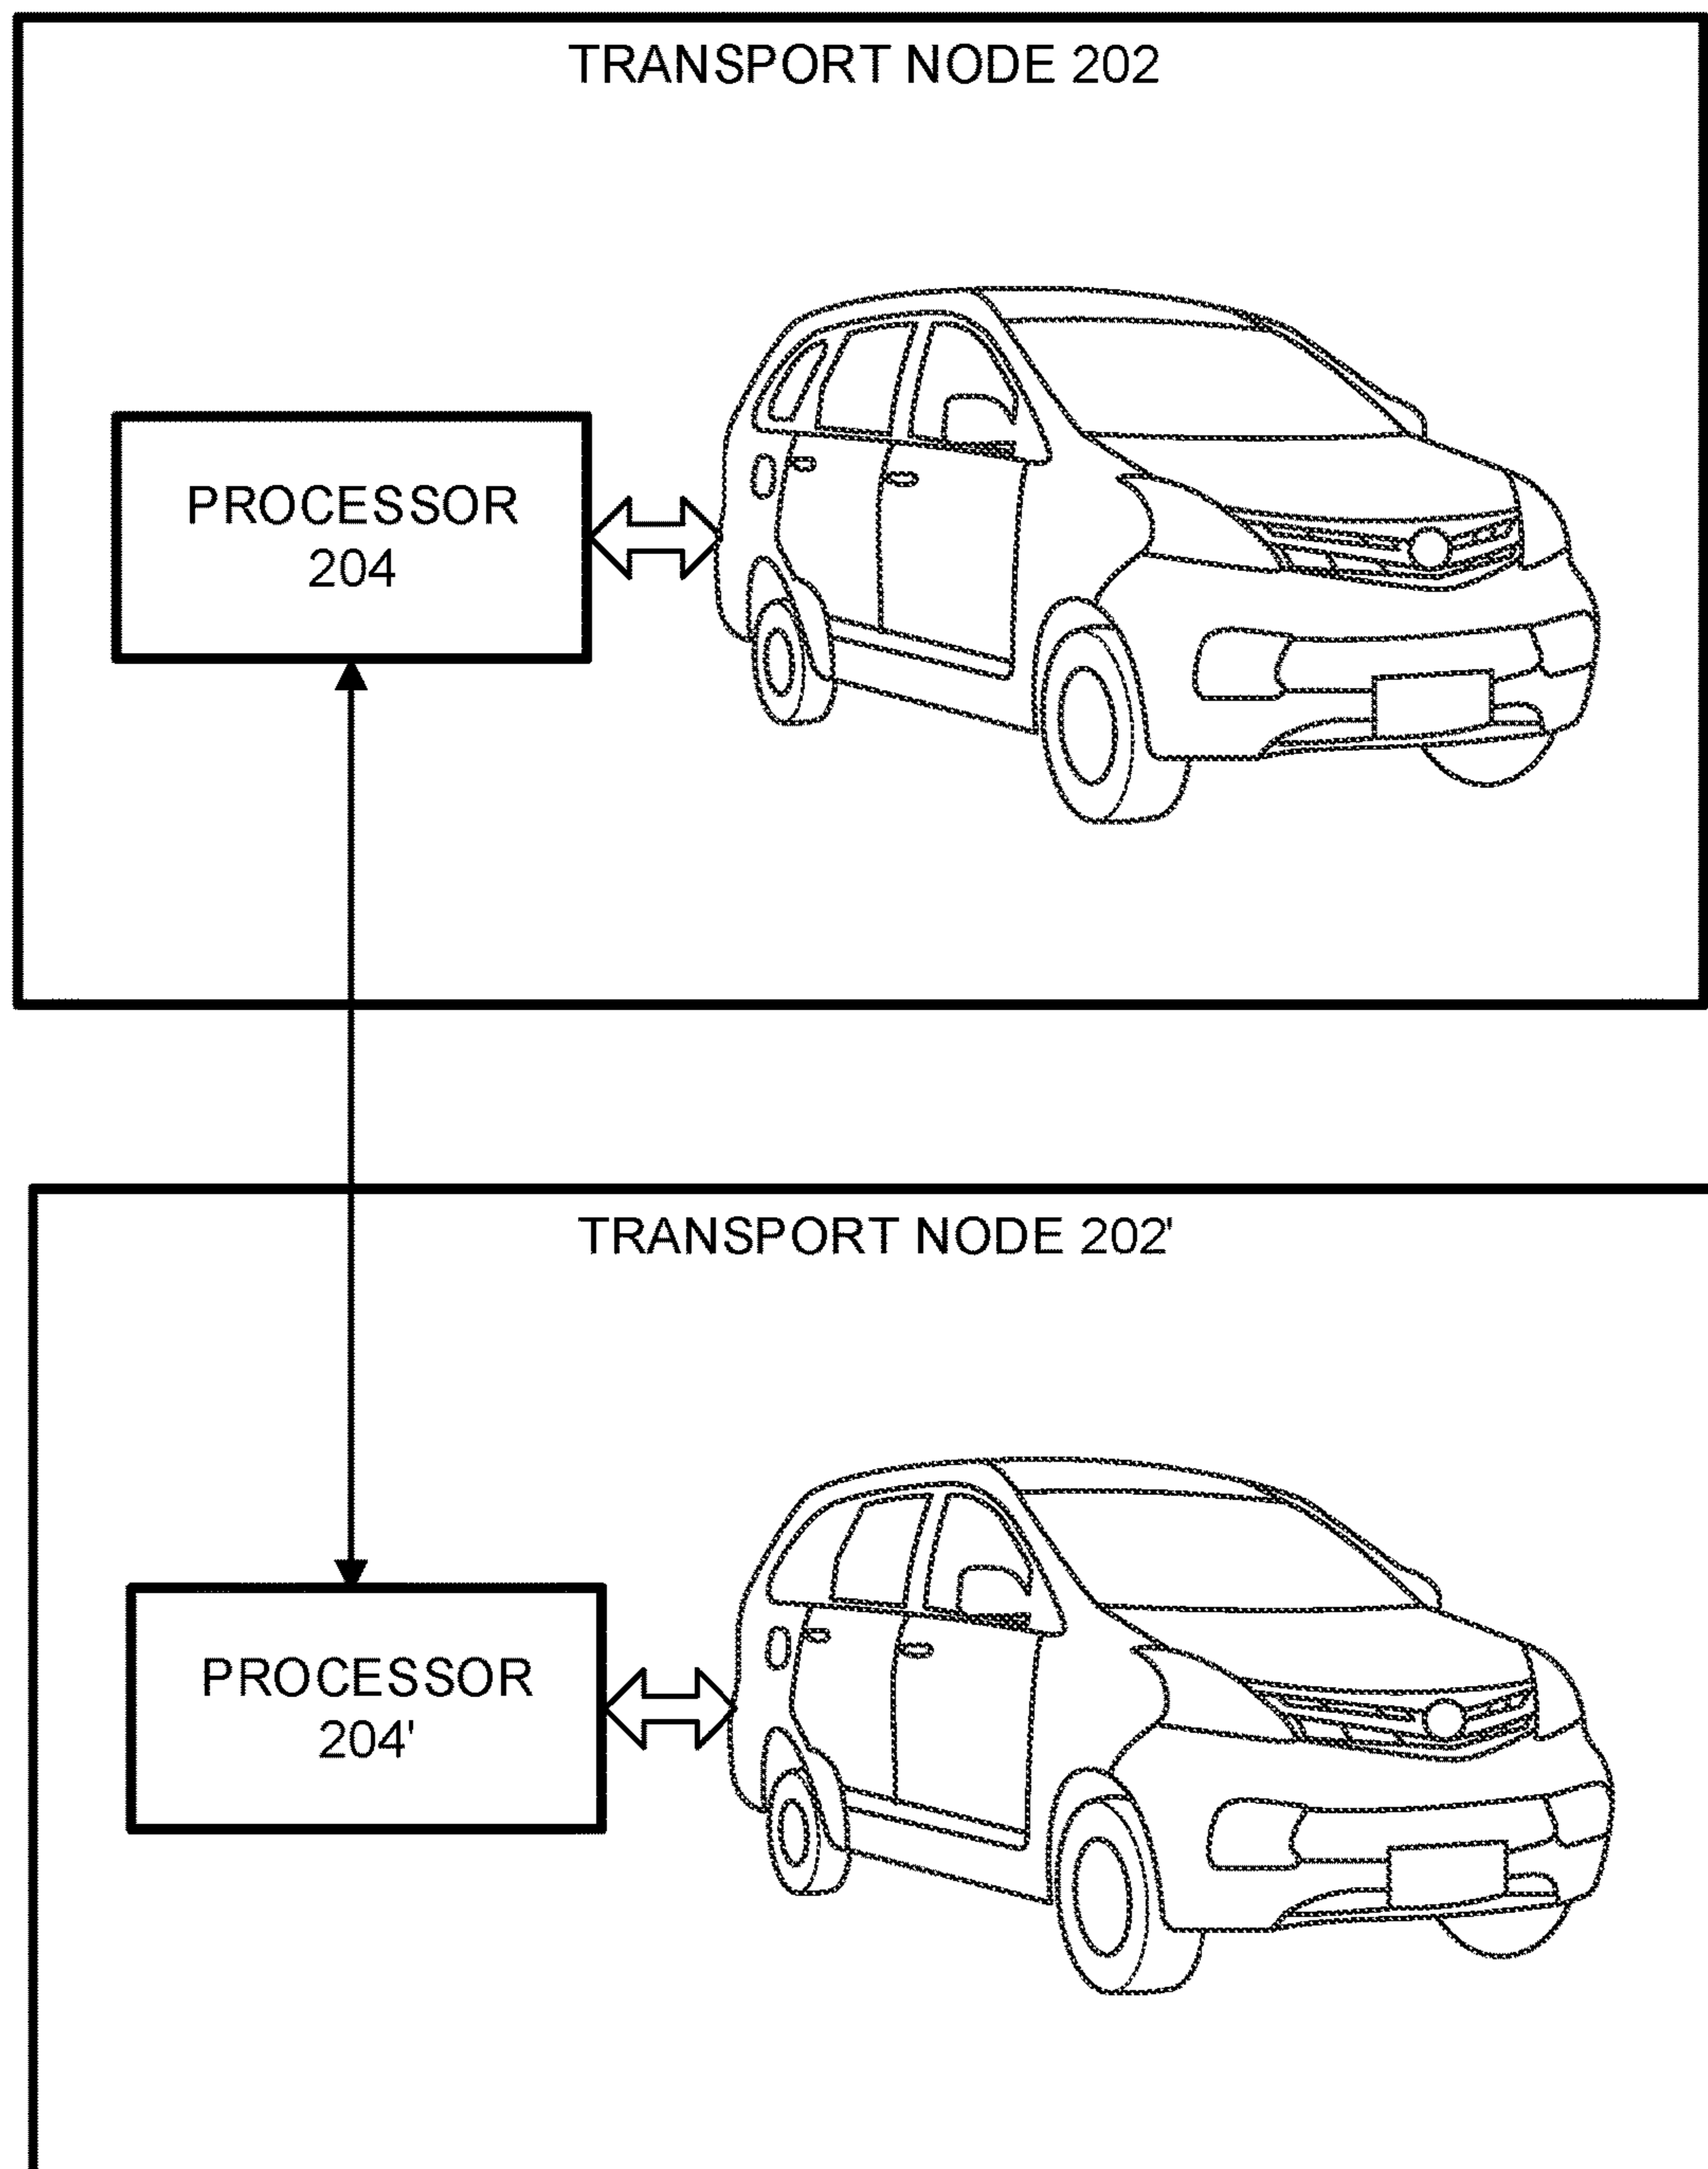 TRANSPORT NODE 202
PROCESSOR
204
TRANSPORT NODE 202'
PROCESSOR
204'